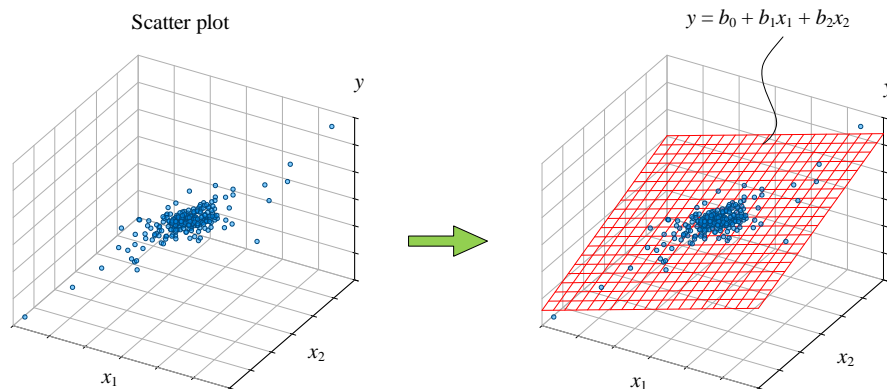 Scatter plot
y = b₀ + b₁x₁ + b₂x₂
y
y
x₂
x₂
x₁
x₁